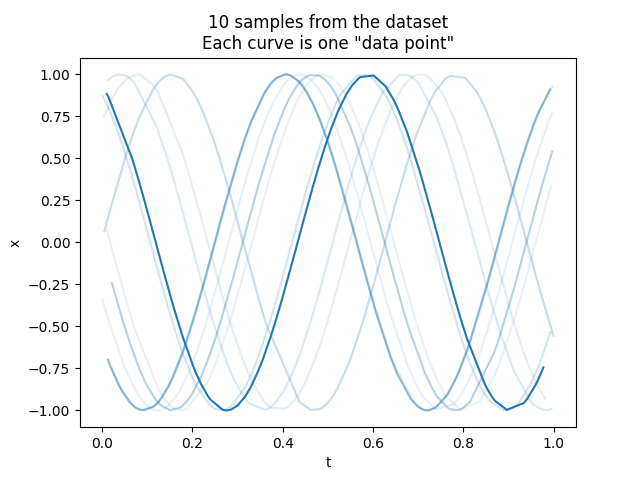 10 samples from the dataset
Each curve is one "data point"
1.00
0.75
0.50
0.25
0.00
−0.25
−0.50
−0.75
−1.00
x
0.0 0.2 0.4 0.6 0.8 1.0
t